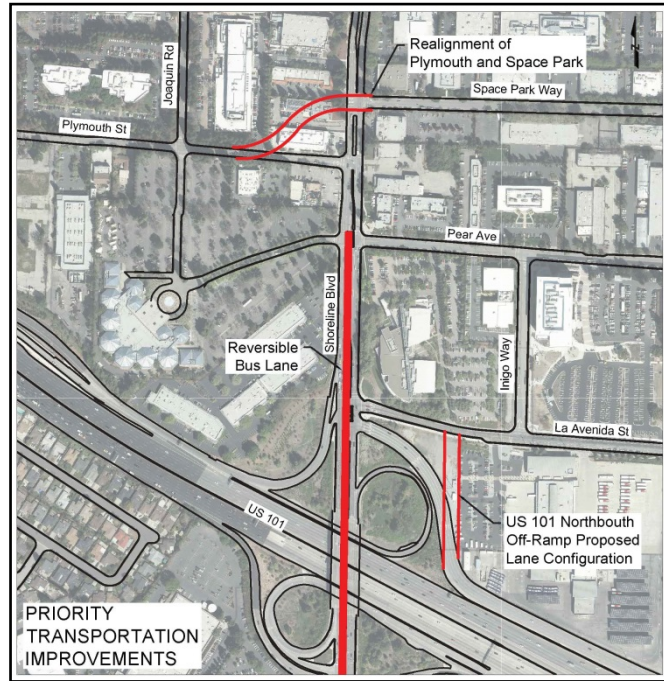 Realignment of
Plymouth and Space Park
Joaquin Rd
Space Park Way
Plymouth St
Pear Ave
Shoreline Blvd
Reversible
Bus Lane
Inigo Way
La Avenida St
US 101
US 101 Northbouth
Off-Ramp Proposed
Lane Configuration
PRIORITY
TRANSPORTATION
IMPROVEMENTS